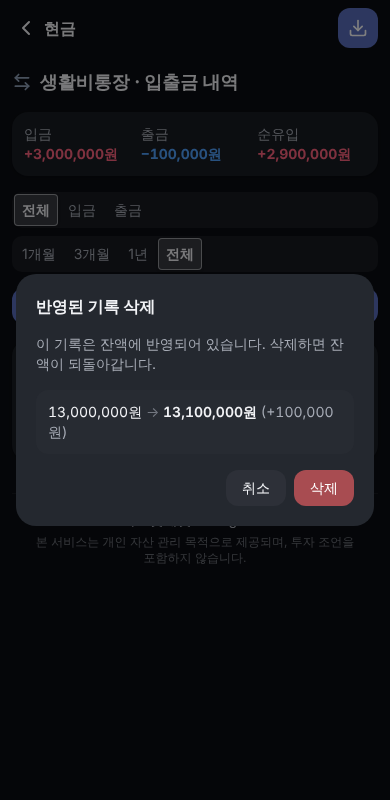 현금
생활비통장 · 입출금 내역
입금
출금
순유입
+3,000,000원
−100,000원
+2,900,000원
전체
입금
출금
1개월
3개월
1년
전체
반영된 기록 삭제
이 기록은 잔액에 반영되어 있습니다. 삭제하면 잔
액이 되돌아갑니다.
13,000,000원 → 13,100,000원 (+100,000
원)
취소
삭제
본 서비스는 개인 자산 관리 목적으로 제공되며, 투자 조언을
포함하지 않습니다.